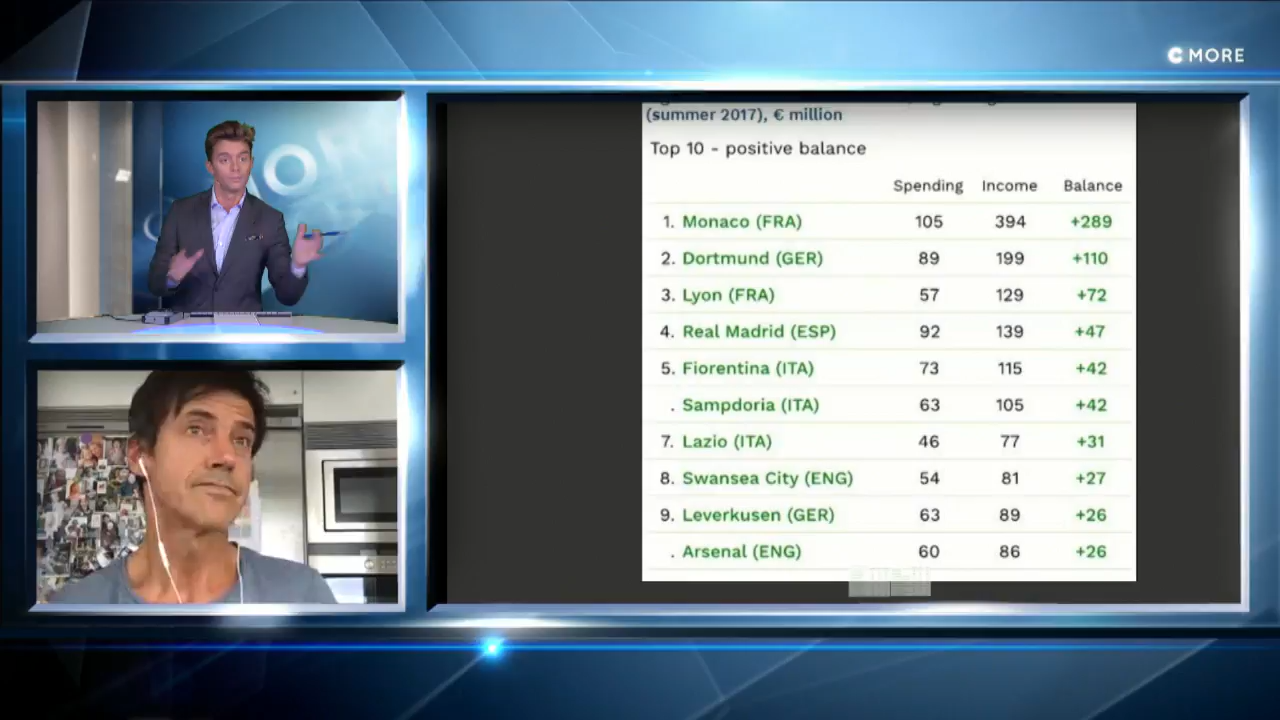 C MORE
(summer 2017), € million
Top 10 - positive balance
Spending Income Balance
1. Monaco (FRA) 105 394 +289
2. Dortmund (GER) 89 199 +110
3. Lyon (FRA) 57 129 +72
4. Real Madrid (ESP) 92 139 +47
5. Fiorentina (ITA) 73 115 +42
. Sampdoria (ITA) 63 105 +42
7. Lazio (ITA) 46 77 +31
8. Swansea City (ENG) 54 81 +27
9. Leverkusen (GER) 63 89 +26
. Arsenal (ENG) 60 86 +26